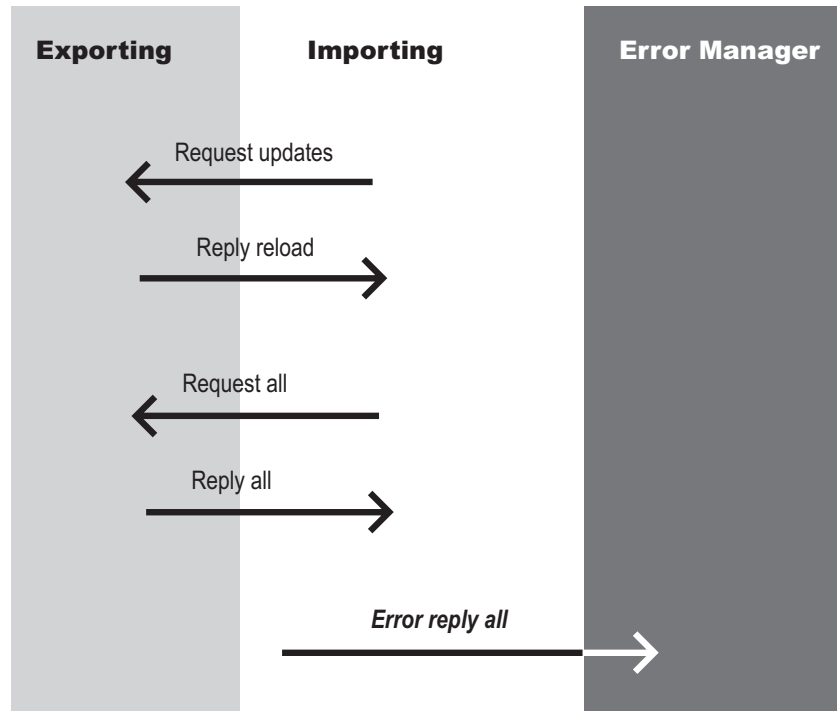 Exporting
Importing
Error Manager
Request updates
Reply reload
Request all
Reply all
Error reply all